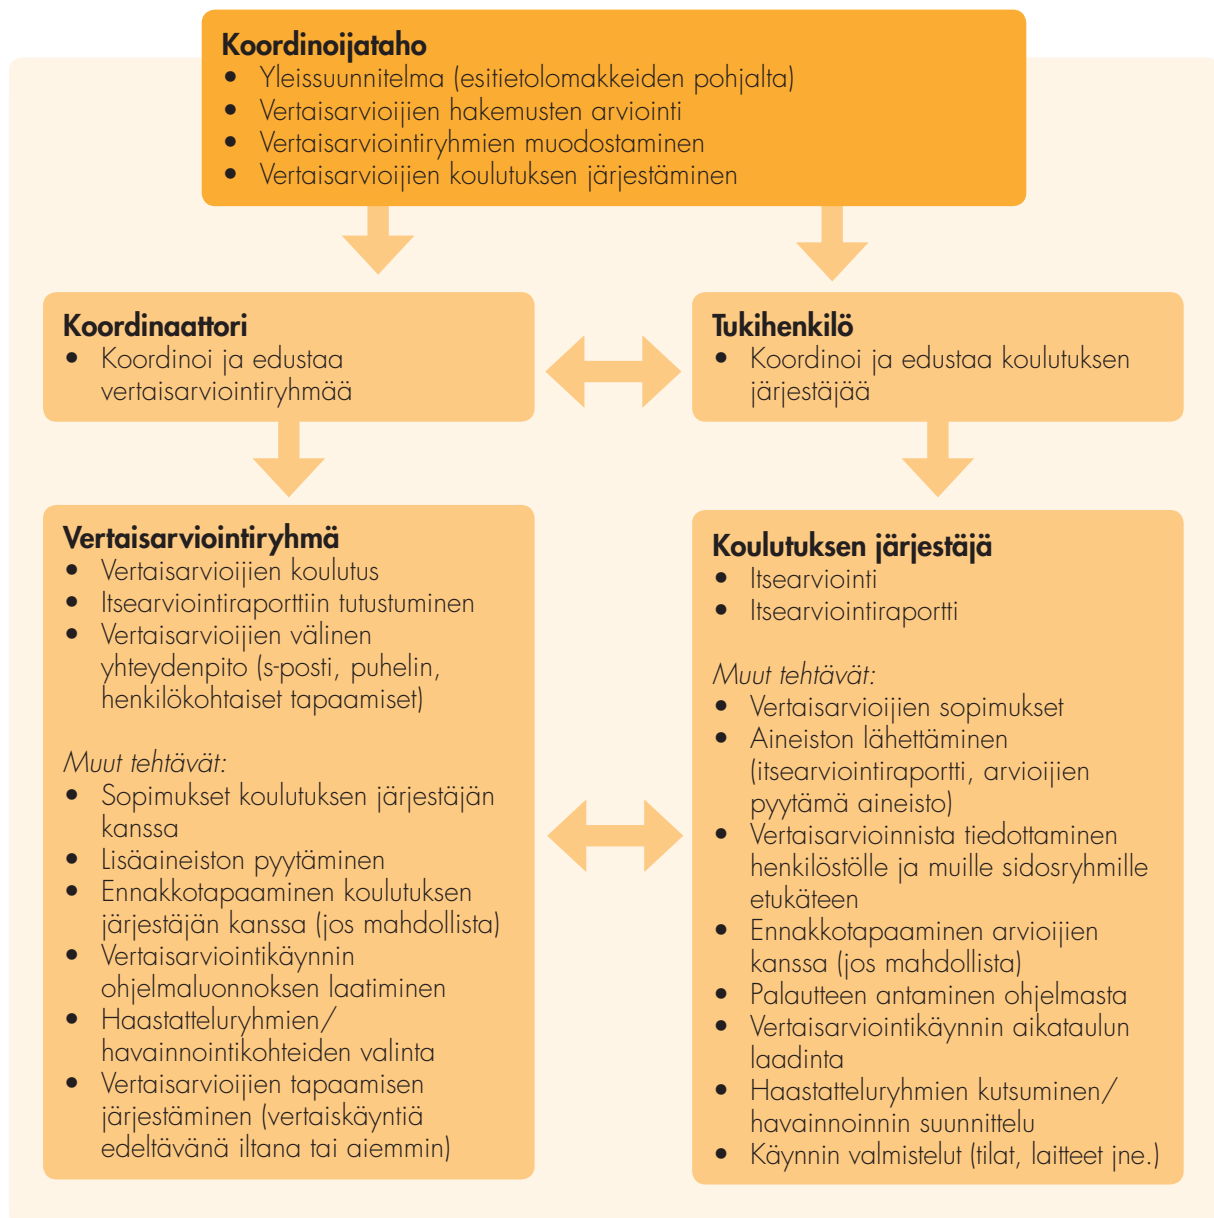 Koordinoijataho
• Yleissuunnitelma (esitietolomakkeiden pohjalta)
• Vertaisarvioijien hakemusten arviointi
• Vertaisarviointiryhmien muodostaminen
• Vertaisarvioijien koulutuksen järjestäminen
Koordinaattori
• Koordinoi ja edustaa
vertaisarviointiryhmää
Tukihenkilö
• Koordinoi ja edustaa koulutuksen
järjestäjää
Vertaisarviointiryhmä
• Vertaisarvioijien koulutus
• Itsearviointiraporttiin tutustuminen
• Vertaisarvioijien välinen
yhteydenpito (s-posti, puhelin,
henkilökohtaiset tapaamiset)
Muut tehtävät:
• Sopimukset koulutuksen järjestäjän
kanssa
• Lisäaineiston pyytäminen
• Ennakkotapaaminen koulutuksen
järjestäjän kanssa (jos mahdollista)
• Vertaisarviointikäynnin
ohjelmaluonnoksen laatiminen
• Haastatteluryhmien/
havainnointikohteiden valinta
• Vertaisarvioijien tapaamisen
järjestäminen (vertaiskäyntiä
edeltävänä iltana tai aiemmin)
Koulutuksen järjestäjä
• Itsearviointi
• Itsearviointiraportti
Muut tehtävät:
• Vertaisarvioijien sopimukset
• Aineiston lähettäminen
(itsearviointiraportti, arvioijien
pyytämä aineisto)
• Vertaisarvioinnista tiedottaminen
henkilöstölle ja muille sidosryhmille
etukäteen
• Ennakkotapaaminen arvioijien
kanssa (jos mahdollista)
• Palautteen antaminen ohjelmasta
• Vertaisarviointikäynnin aikataulun
laadinta
• Haastatteluryhmien kutsuminen/
havainnoinnin suunnittelu
• Käynnin valmistelut (tilat, laitteet jne.)